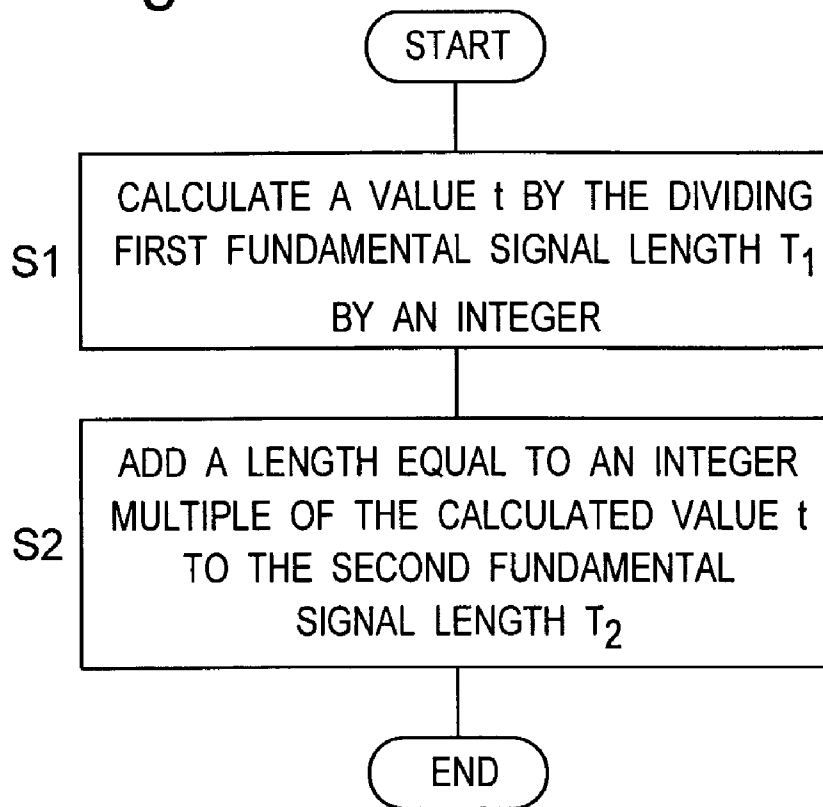 START
S1
CALCULATE A VALUE t BY THE DIVIDING
FIRST FUNDAMENTAL SIGNAL LENGTH T1
BY AN INTEGER
S2
ADD A LENGTH EQUAL TO AN INTEGER
MULTIPLE OF THE CALCULATED VALUE t
TO THE SECOND FUNDAMENTAL
SIGNAL LENGTH T2
END